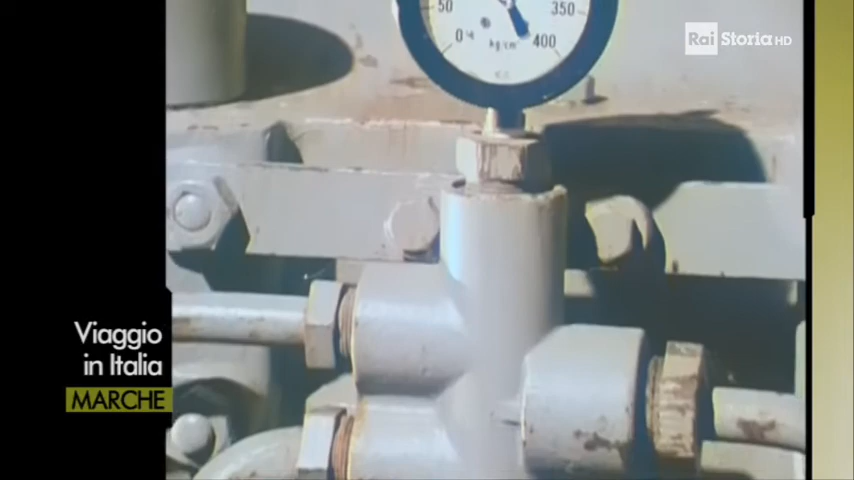 50
350
0
400
kg/cm²
Rai Storia HD
Viaggio
in Italia
MARCHE